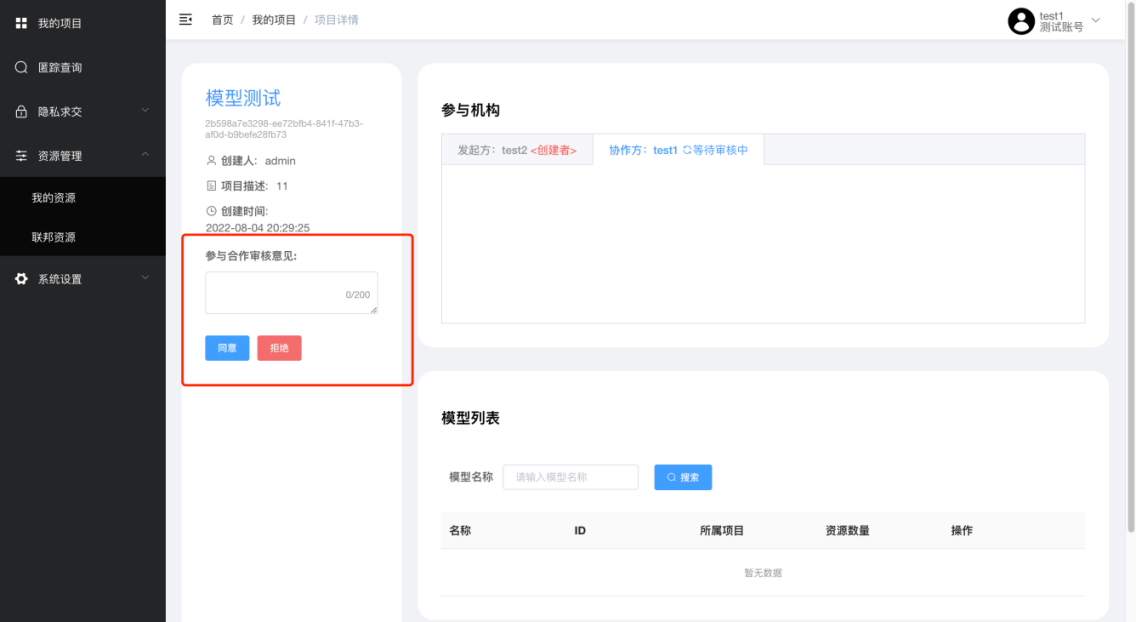 我的项目
匿踪查询
隐私求交
资源管理
我的资源
联邦资源
系统设置
首页 / 我的项目 / 项目详情
test1
测试账号
模型测试
2b598a7e3298-ee72bfb4-841f-47b3-
af0d-b9befe28fb73
创建人: admin
项目描述: 11
创建时间:
2022-08-04 20:29:25
参与合作审核意见:
0/200
同意 拒绝
参与机构
发起方: test2 <创建者> 协作方: test1 等待审核中
模型列表
模型名称 请输入模型名称 搜索
名称 ID 所属项目 资源数量 操作
暂无数据